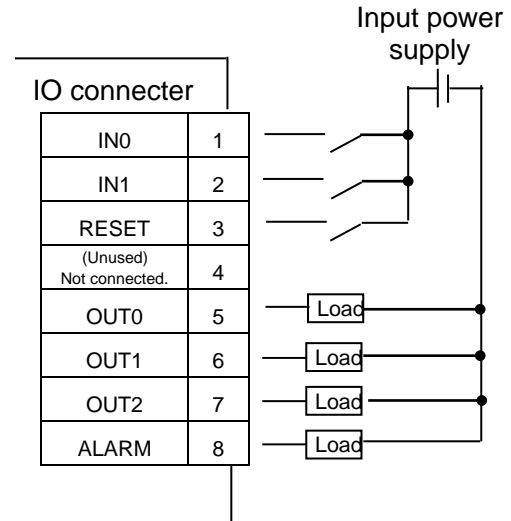 Input power
supply
IO connecter
IN0 1
IN1 2
RESET 3
(Unused)
Not connected. 4
OUT0 5
OUT1 6
OUT2 7
ALARM 8
Load
Load
Load
Load